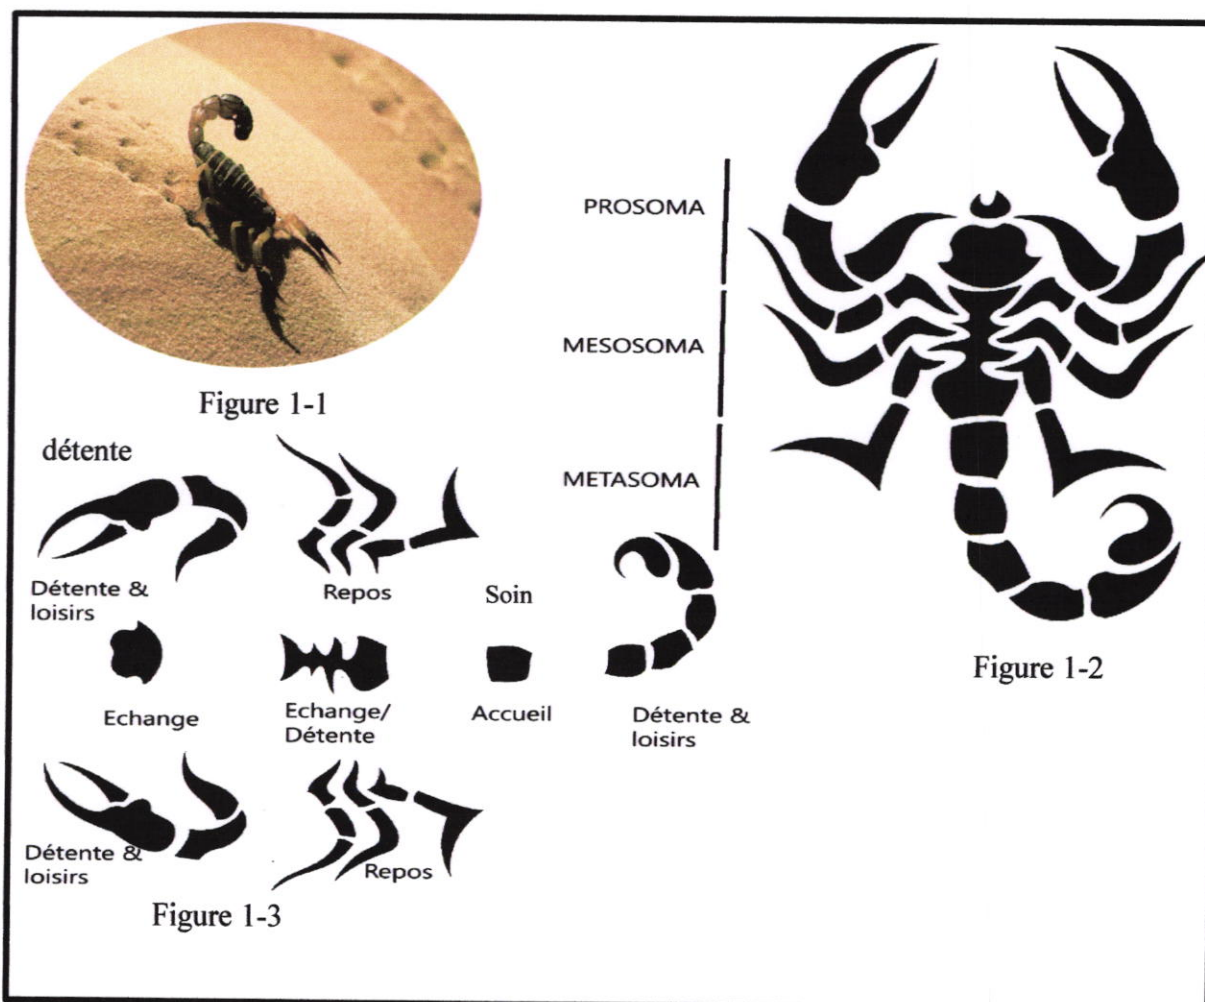 PROSOMA
MESOSOMA
METASOMA
Figure 1-1
Figure 1-2
détente
Détente &
loisirs
Repos
Soin
Echange
Echange/
Détente
Accueil
Détente &
loisirs
Détente &
loisirs
Repos
Figure 1-3